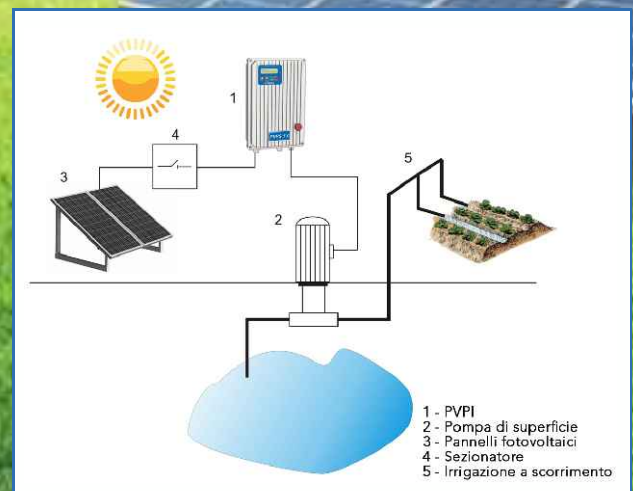 1
4
3
5
2
1 - PVPI
2 - Pompa di superficie
3 - Pannelli fotovoltaici
4 - Sezionatore
5 - Irrigazione a scorrimento